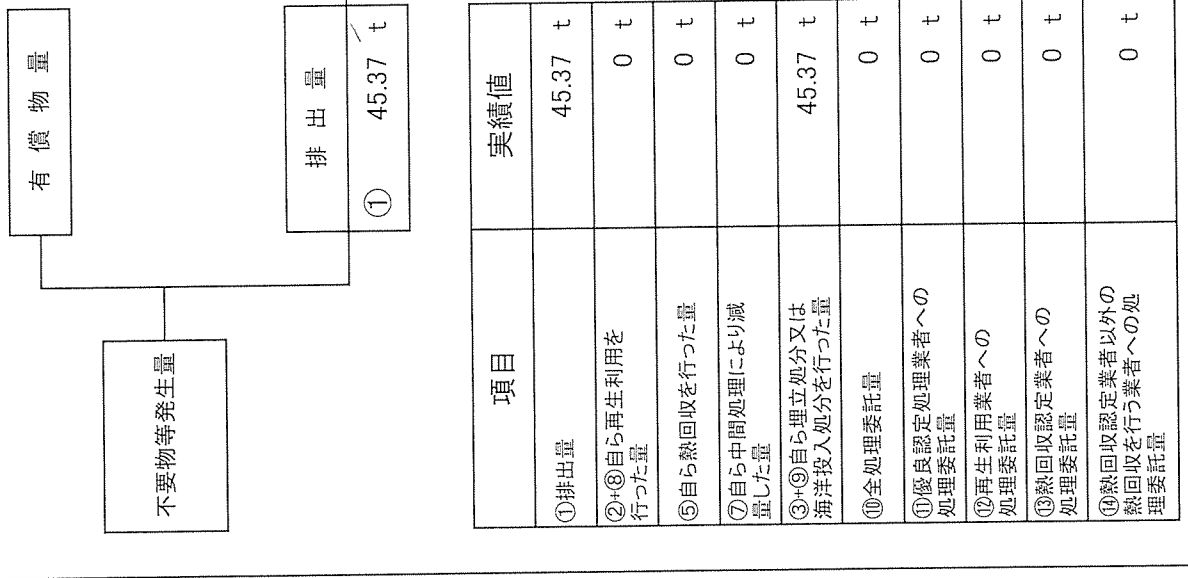 有償物量
不要物等発生量
排出量
① 45.37 t
項目 実績値
①排出量 45.37 t
②+⑧自ら再生利用を
行った量 0 t
⑤自ら熱回収を行った量 0 t
⑦自ら中間処理により減
量した量 0 t
③+⑨自ら埋立処分又は
海洋投入処分を行った量 45.37 t
⑩全処理委託量 0 t
⑪優良認定処理業者への
処理委託量 0 t
⑫再生利用業者への
処理委託量 0 t
⑬熱回収認定業者への
処理委託量 0 t
⑭熱回収認定業者以外の
熱回収を行う業者への処
理委託量 0 t